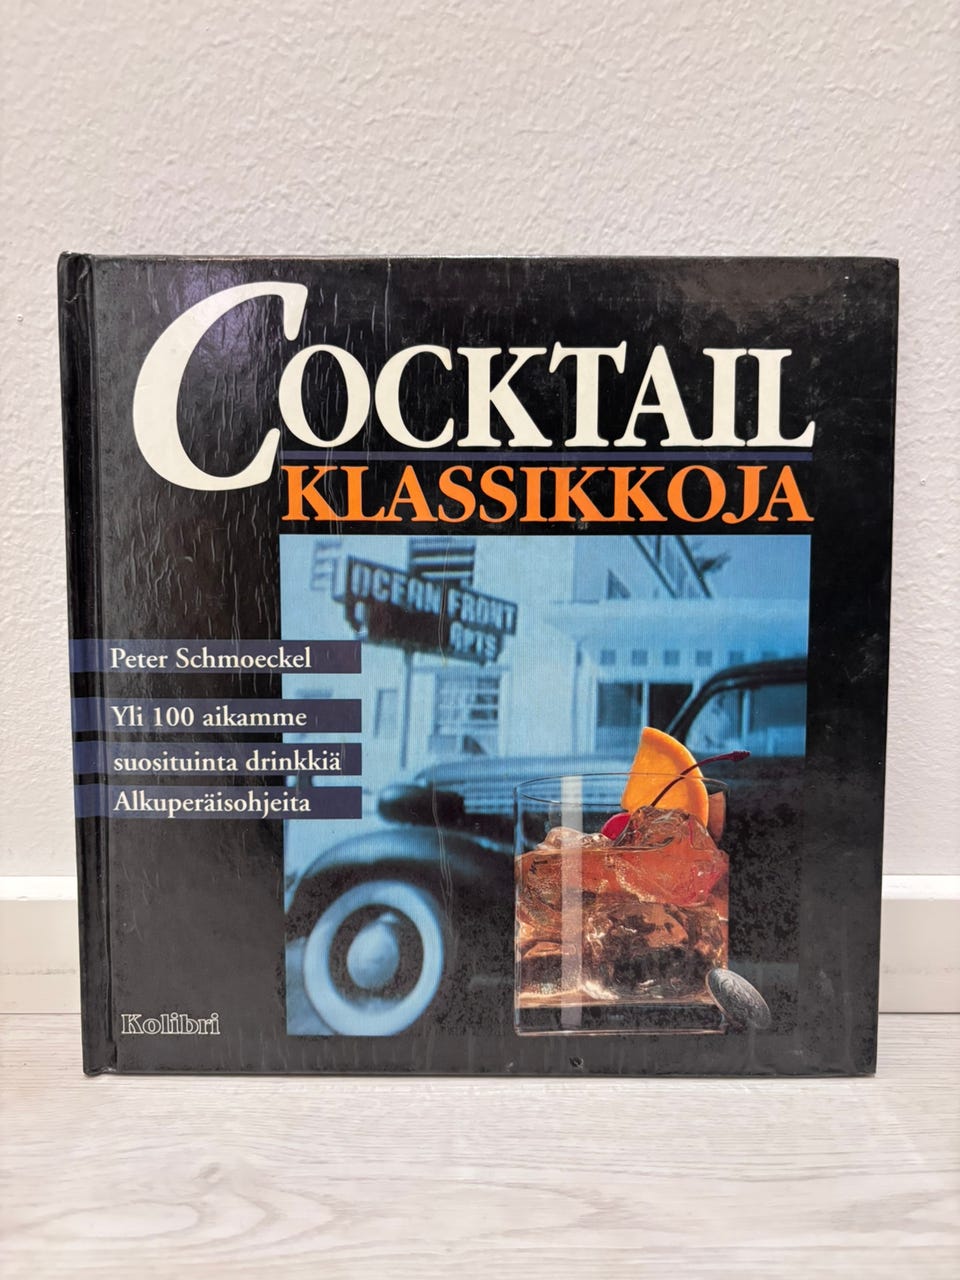 COCKTAIL
KLASSIKKOJA
OCEAN FRONT
APTS
Peter Schmoeckel
Yli 100 aikamme
suosituinta drinkkiä
Alkuperäisohjeita
Kolibri